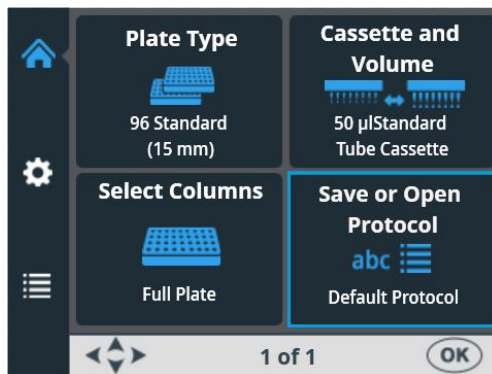 Plate Type
96 Standard
(15 mm)
Cassette and
Volume
50 µlStandard
Tube Cassette
Select Columns
Full Plate
Save or Open
Protocol
abc
Default Protocol
1 of 1
OK